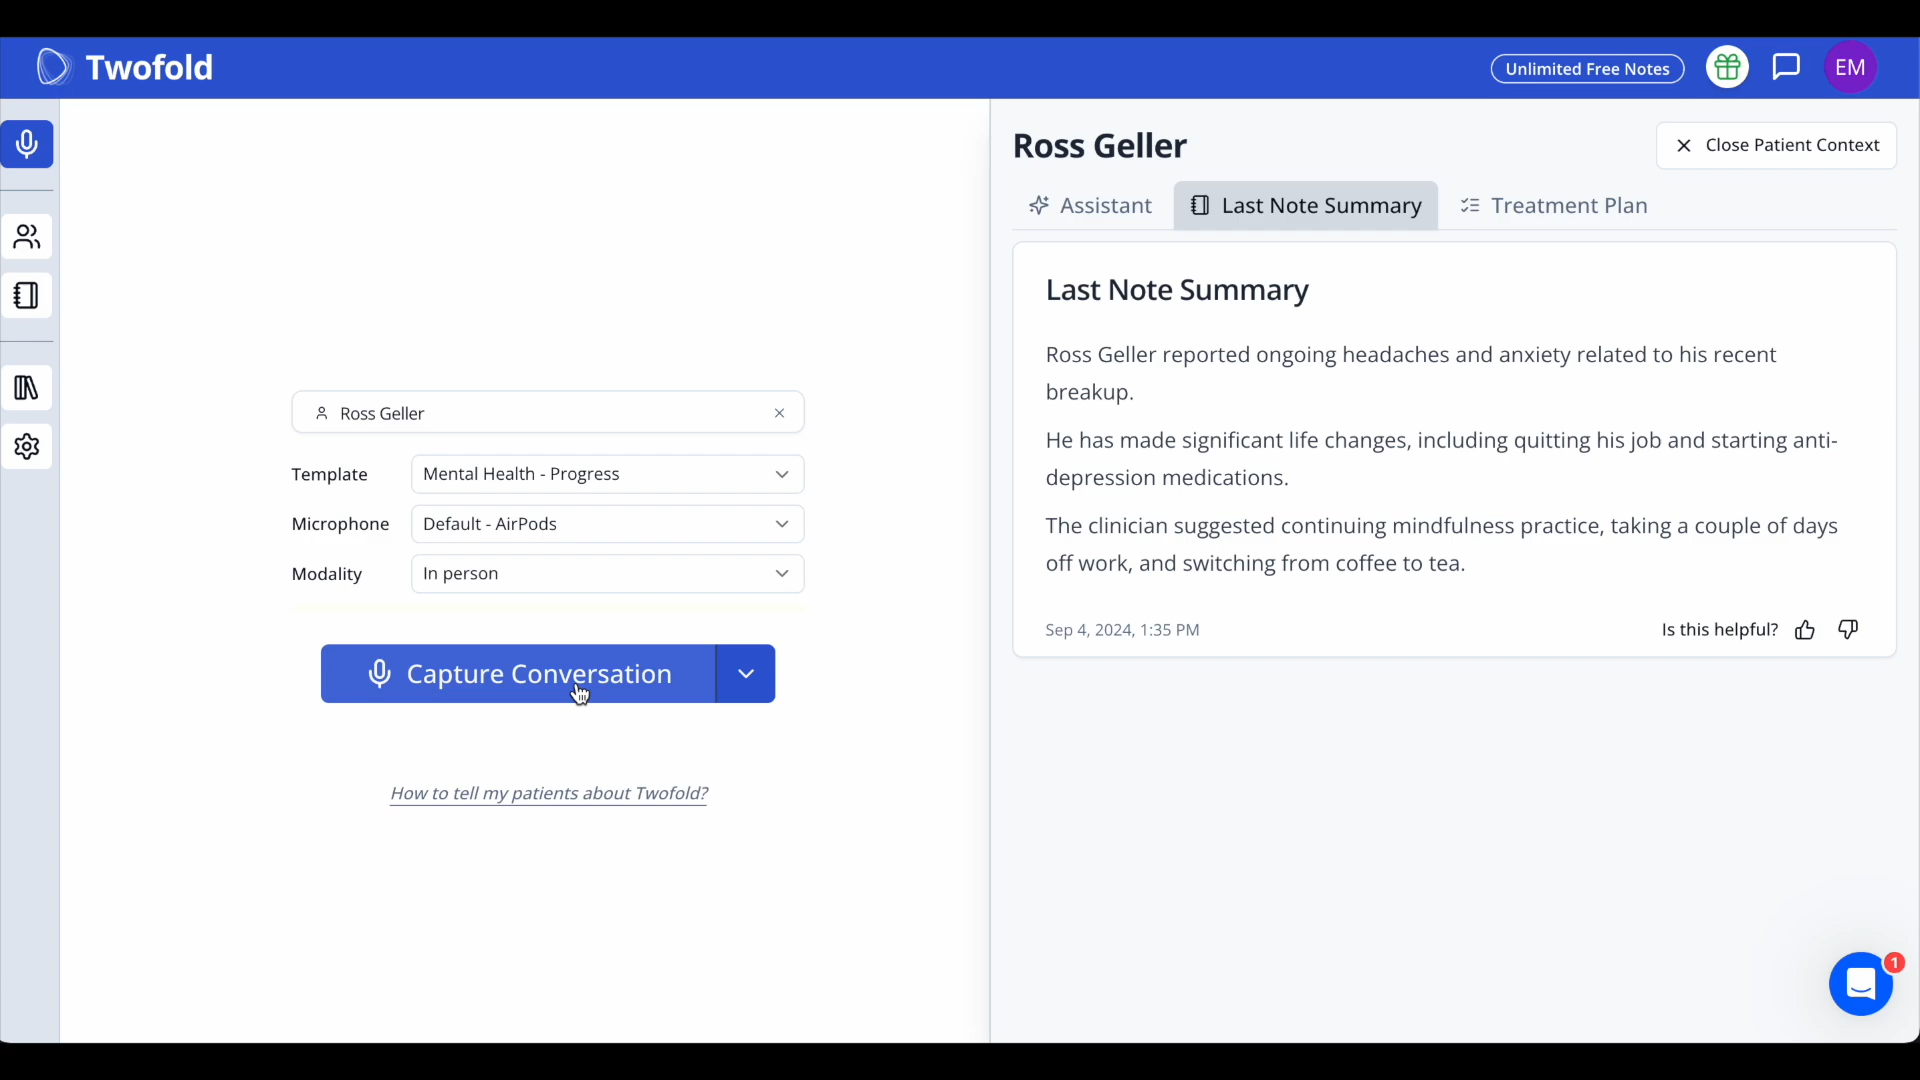 Twofold
Unlimited Free Notes
EM
Ross Geller
Template
Mental Health - Progress
Microphone
Default - AirPods
Modality
In person
Capture Conversation
How to tell my patients about Twofold?
Ross Geller
Close Patient Context
Assistant
Last Note Summary
Treatment Plan
Last Note Summary
Ross Geller reported ongoing headaches and anxiety related to his recent
breakup.
He has made significant life changes, including quitting his job and starting anti-
depression medications.
The clinician suggested continuing mindfulness practice, taking a couple of days
off work, and switching from coffee to tea.
Sep 4, 2024, 1:35 PM
Is this helpful?
1